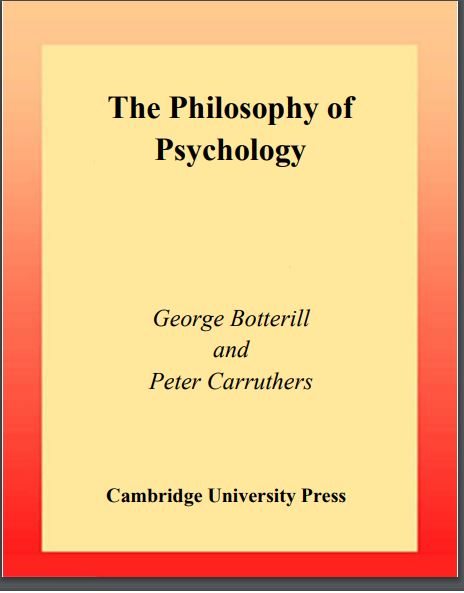 The Philosophy of
Psychology
George Botterill
and
Peter Carruthers
Cambridge University Press